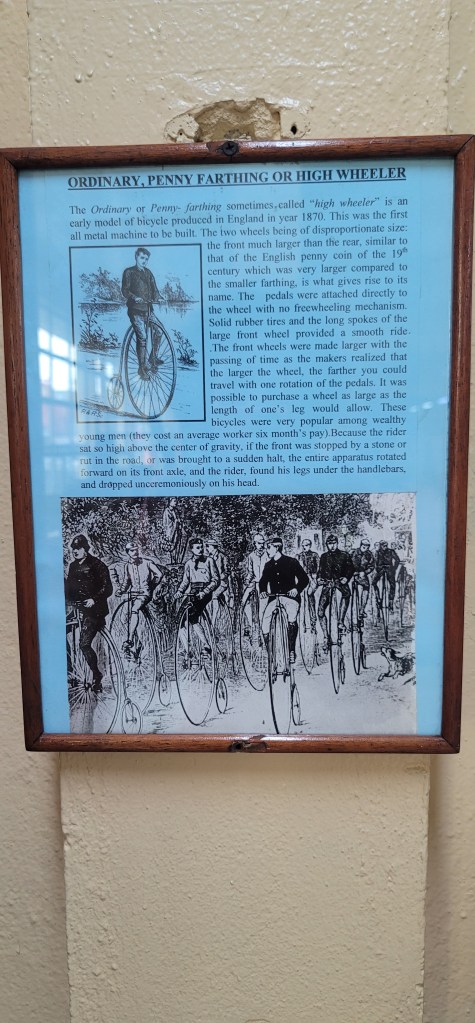 ORDINARY, PENNY FARTHING OR HIGH WHEELER
The Ordinary or Penny- farthing sometimes called "high wheeler" is an
early model of bicycle produced in England in year 1870. This was the first
all metal machine to be built. The two wheels being of disproportionate size:
the front much larger than the rear, similar to
that of the English penny coin of the 19th
century which was very larger compared to
the smaller farthing, is what gives rise to its
name. The pedals were attached directly to
the wheel with no freewheeling mechanism.
Solid rubber tires and the long spokes of the
large front wheel provided a smooth ride.
.The front wheels were made larger with the
passing of time as the makers realized that
the larger the wheel, the farther you could
travel with one rotation of the pedals. It was
possible to purchase a wheel as large as the
length of one's leg would allow. These
bicycles were very popular among wealthy
young men (they cost an average worker six month's pay).Because the rider
sat so high above the center of gravity, if the front was stopped by a stone or
rut in the road, or was brought to a sudden halt, the entire apparatus rotated
forward on its front axle, and the rider, found his legs under the handlebars,
and dropped unceremoniously on his head.